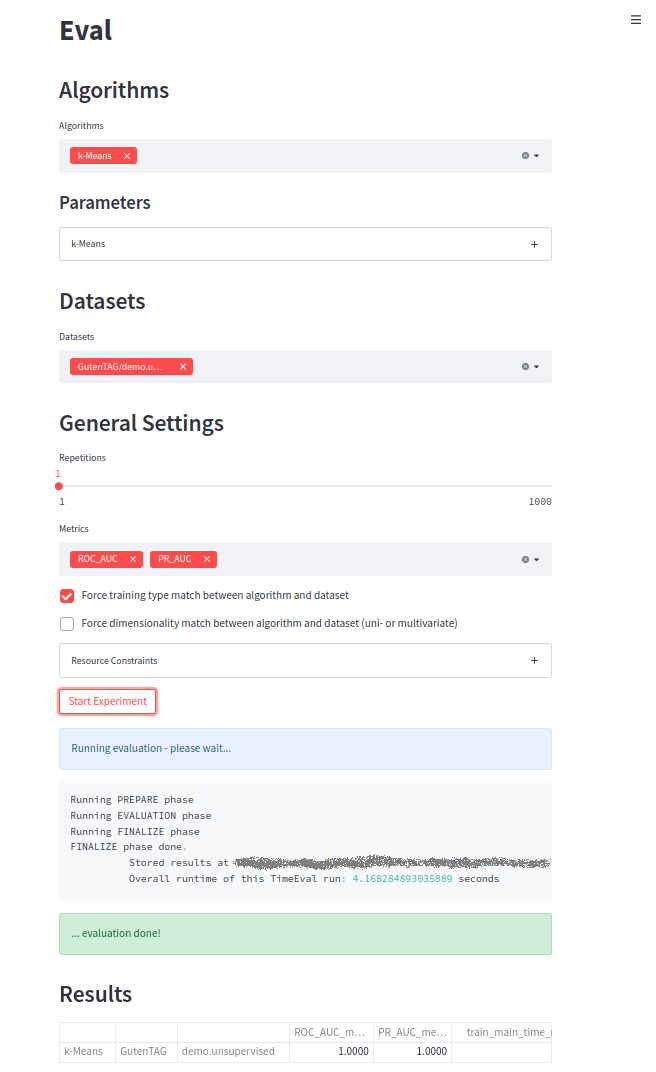 Eval
Algorithms
Algorithms
k-Means
Parameters
k-Means
Datasets
Datasets
GutenTAG/demo.u...
General Settings
Repetitions
1
1 1000
Metrics
ROC_AUC PR_AUC
Force training type match between algorithm and dataset
Force dimensionality match between algorithm and dataset (uni- or multivariate)
Resource Constraints
Start Experiment
Running evaluation - please wait...
Running PREPARE phase
Running EVALUATION phase
Running FINALIZE phase
FINALIZE phase done.
Stored results at
Overall runtime of this TimeEval run: 4.168284893035889 seconds
... evaluation done!
Results
ROC_AUC_m... PR_AUC_me... train_main_time_
k-Means GutenTAG demo.unsupervised 1.0000 1.0000